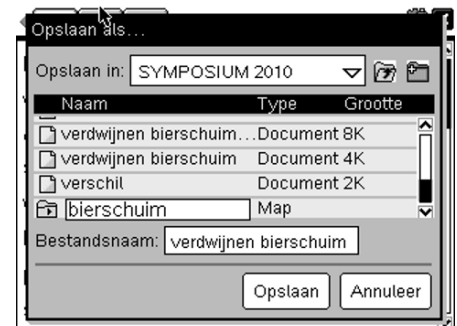 Opslaan als...
Opslaan in: SYMPOSIUM 2010
Naam Type Grootte
verdwijnen bierschuim...Document 8K
verdwijnen bierschuim Document 4K
verschil Document 2K
bierschuim Map
Bestandsnaam: verdwijnen bierschuim
Opslaan Annuleer